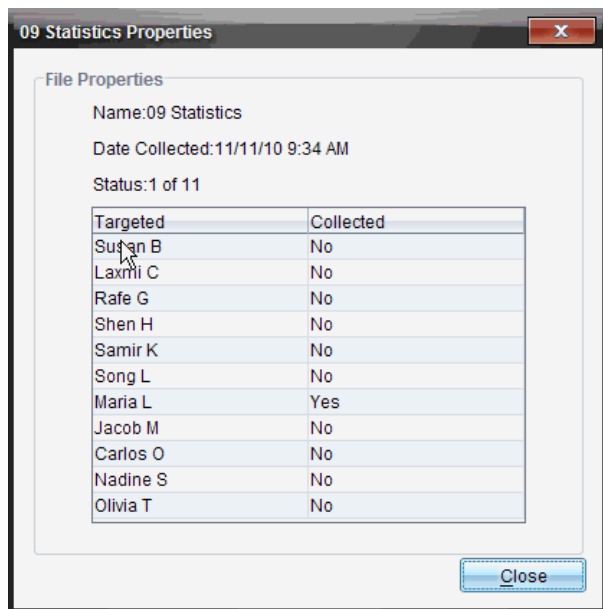 09 Statistics Properties
x
File Properties
Name:09 Statistics
Date Collected:11/11/10 9:34 AM
Status:1 of 11
Targeted Collected
Susan B No
Laxmi C No
Rafe G No
Shen H No
Samir K No
Song L No
Maria L Yes
Jacob M No
Carlos O No
Nadine S No
Olivia T No
Close